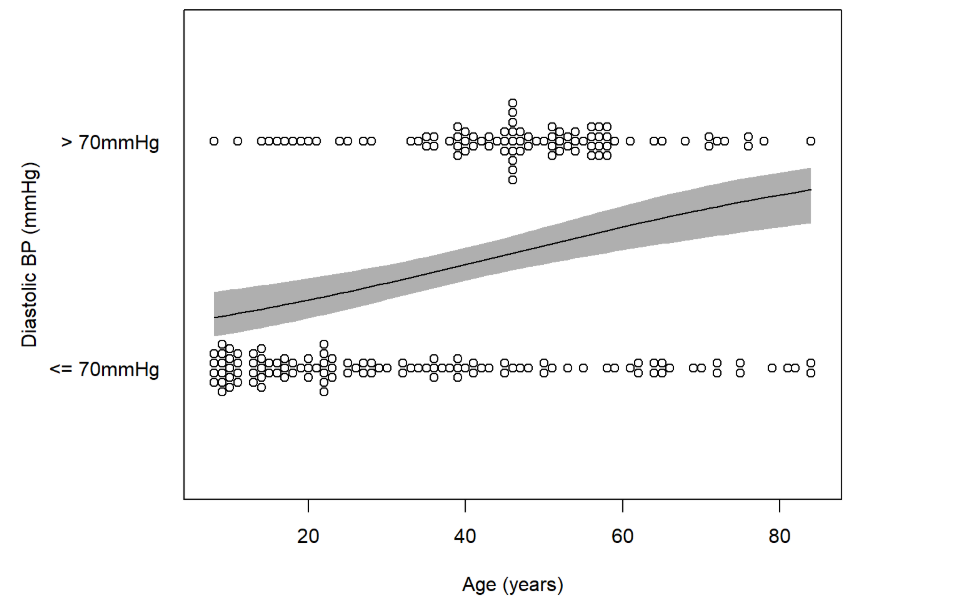 > 70mmHg
Diastolic BP (mmHg)
<= 70mmHg
20 40 60 80
Age (years)